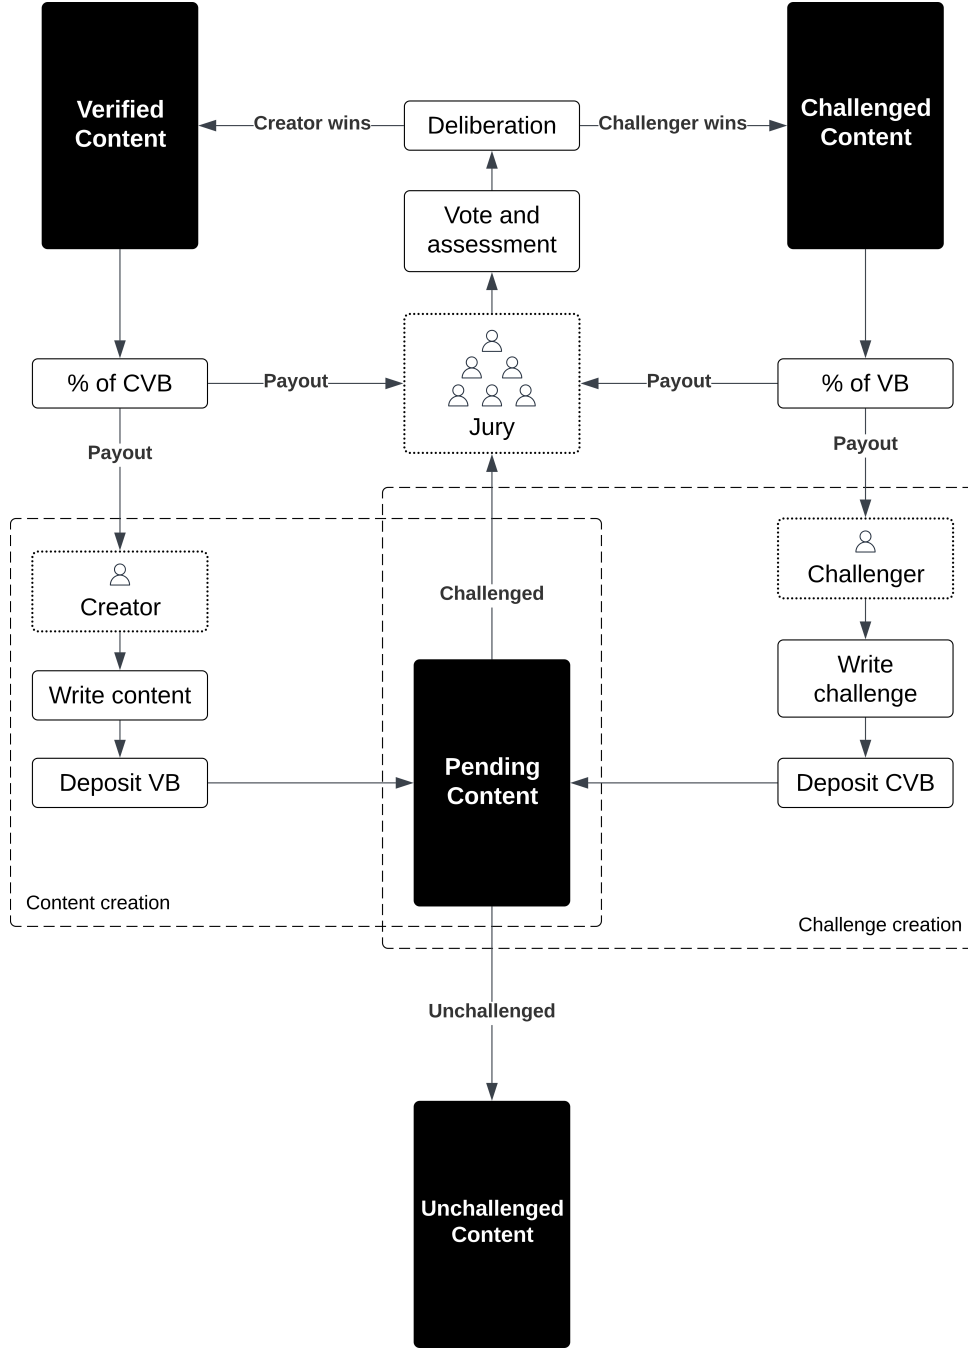 Verified
Content
Creator wins
Deliberation
Challenger wins
Challenged
Content
Vote and
assessment
% of CVB
Payout
Jury
Payout
% of VB
Payout
Payout
Creator
Challenged
Challenger
Write content
Write
challenge
Deposit VB
Pending
Content
Deposit CVB
Content creation
Challenge creation
Unchallenged
Unchallenged
Content